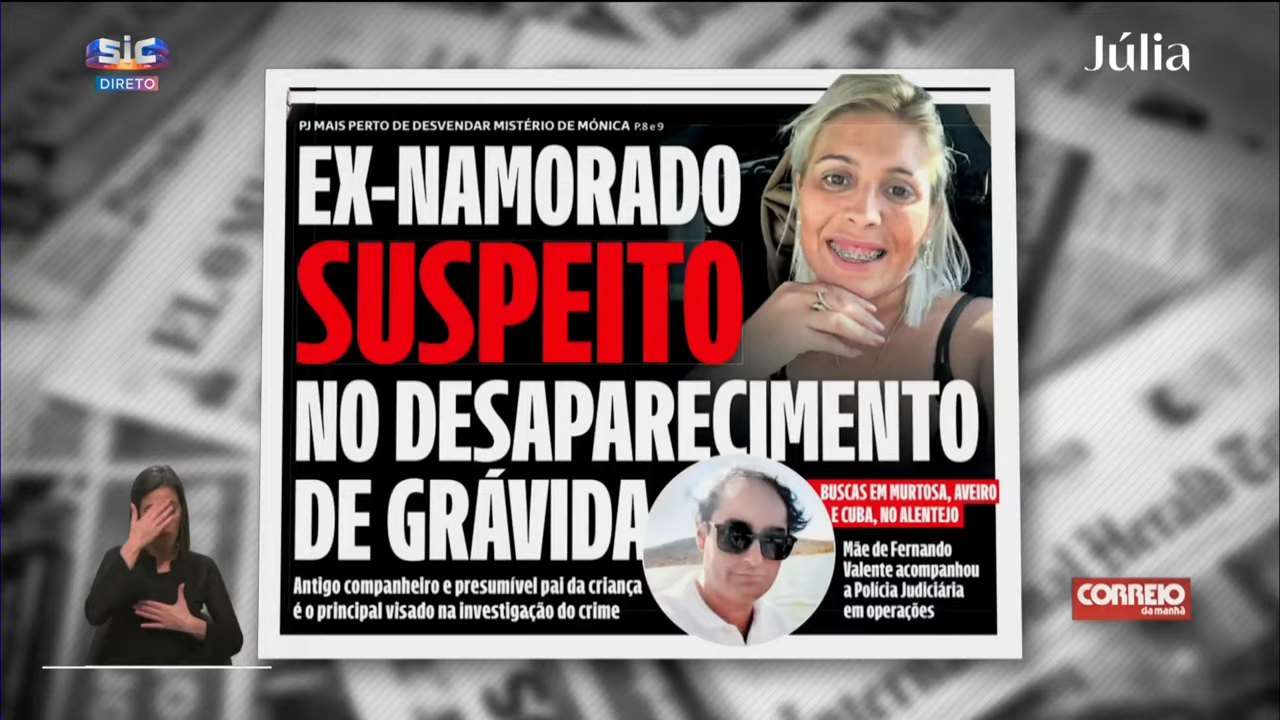 SIC
DIRETO
Júlia
PJ MAIS PERTO DE DESVENDAR MISTÉRIO DE MÓNICA P.8 e 9
EX-NAMORADO
SUSPEITO
NO DESAPARECIMENTO
DE GRÁVIDA
Antigo companheiro e presumível pai da criança
é o principal visado na investigação do crime
BUSCAS EM MURTOSA, AVEIRO
E CUBA, NO ALENTEJO
Mãe de Fernando
Valente acompanhou
a Polícia Judiciária
em operações
CORREIO
da manhã